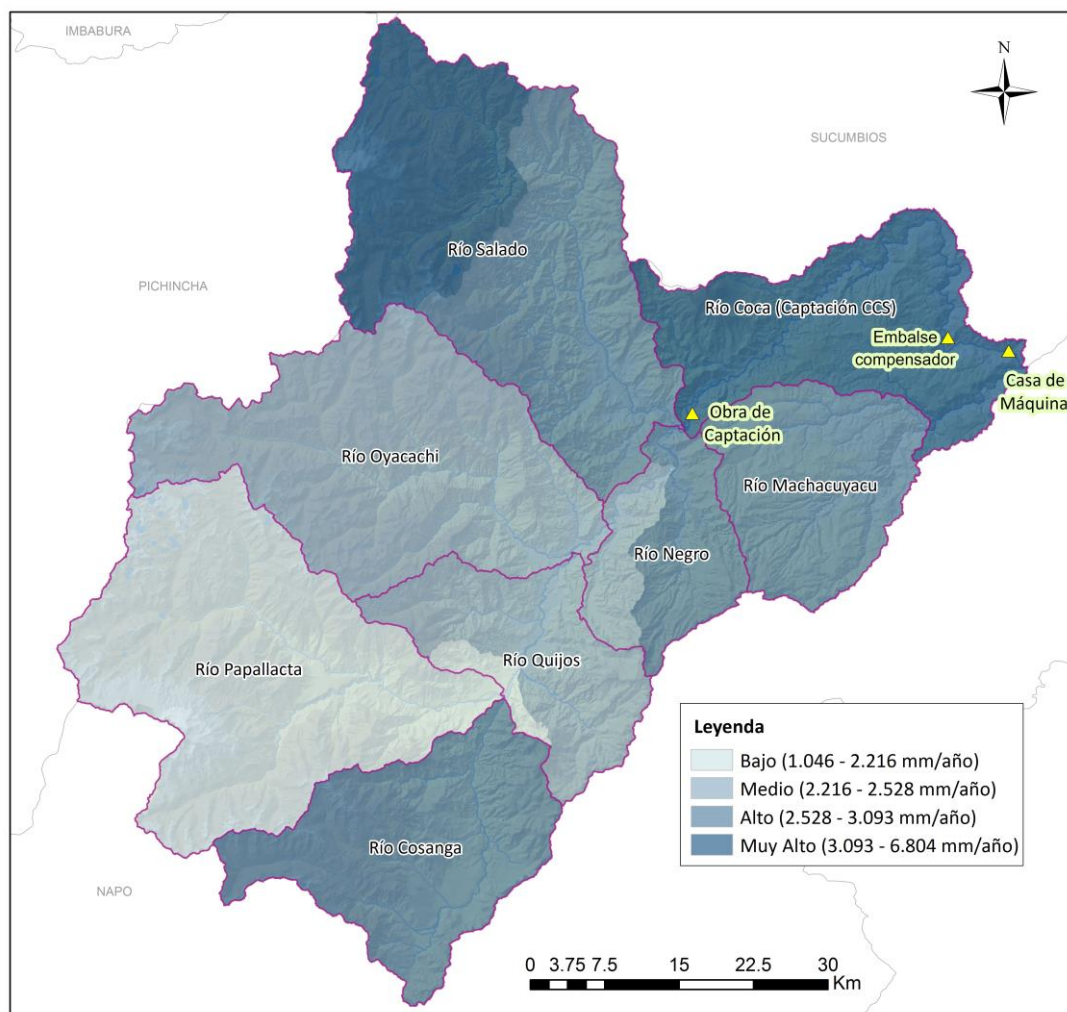 IMBABURA
N
SUCUMBIOS
Río Salado
PICHINCHA
Río Coca (Captación CCS)
Embalse
compensador
Casa de
Máquina
Obra de
Captación
Río Oyacachi
Río Machacuyacu
Río Negro
Río Quijos
Río Papallacta
Leyenda
Bajo (1.046 - 2.216 mm/año)
Medio (2.216 - 2.528 mm/año)
Alto (2.528 - 3.093 mm/año)
Muy Alto (3.093 - 6.804 mm/año)
Río Cosanga
NAPO
0 3.75 7.5 15 22.5 30
Km